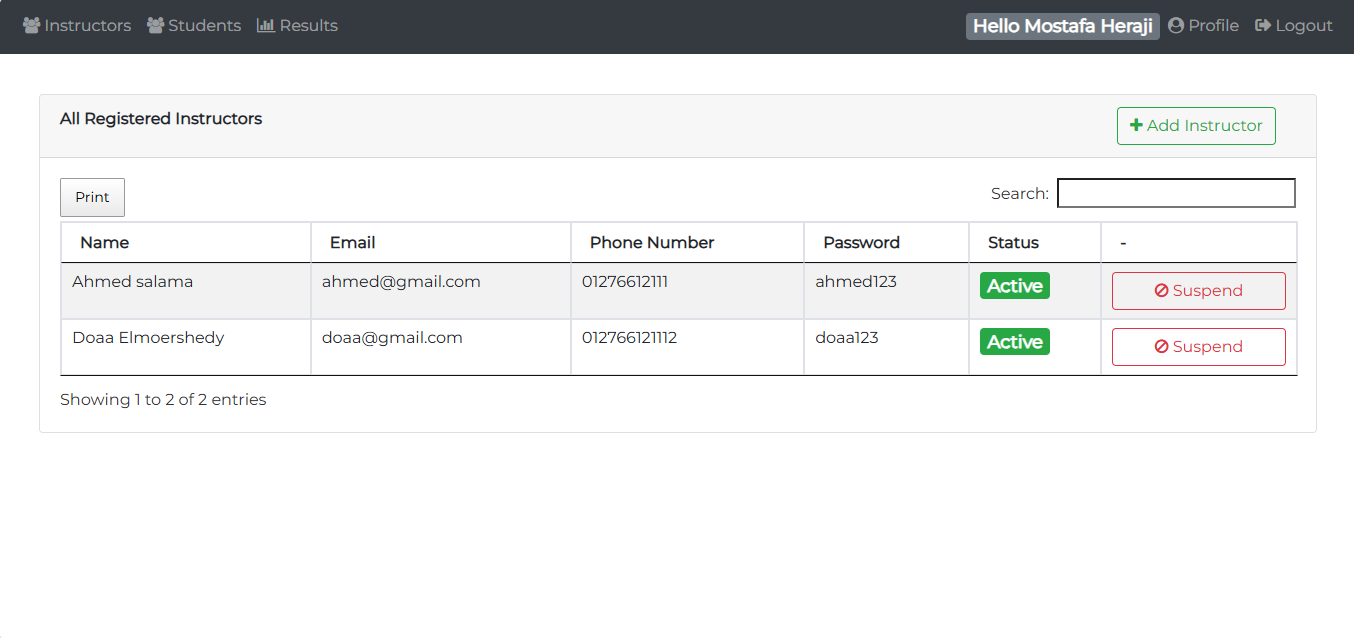 Instructors Students Results Hello Mostafa Heraji Profile Logout
All Registered Instructors
Add Instructor
Print
Search:
Name Email Phone Number Password Status -
Ahmed salama ahmed@gmail.com 01276612111 ahmed123 Active Suspend
Doaa Elmoershedy doaa@gmail.com 012766121112 doaa123 Active Suspend
Showing 1 to 2 of 2 entries